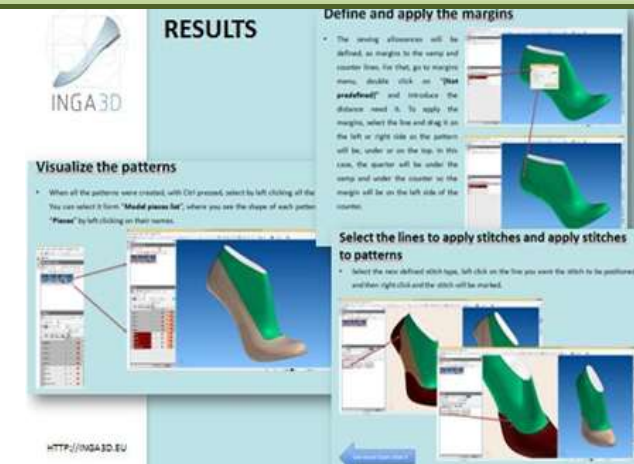 RESULTS
INGA3D
Define and apply the margins
• The sewing allowances will be
defined, as margins to the vamp and
counter lines. For that, go to margins
menu, double click on "(Not
predefined)" and introduce the
distance need it. To apply the
margins, select the line and drag it on
the left or right side as the pattern
will be, under or on the top. In this
case, the quarter will be under the
vamp and under the counter so the
margin will be on the left side of the
counter.
Visualize the patterns
• When all the patterns were created, with Ctrl pressed, select by left clicking all the
You can select it form "Model pieces list", where you see the shape of each patter
"Pieces" by left clicking on their names.
Select the lines to apply stitches and apply stitches
to patterns
• Select the new defined stitch type, left click on the line you want the stitch to be positione
and then right click and the stitch will be marked.
HTTP://INGA3D.EU